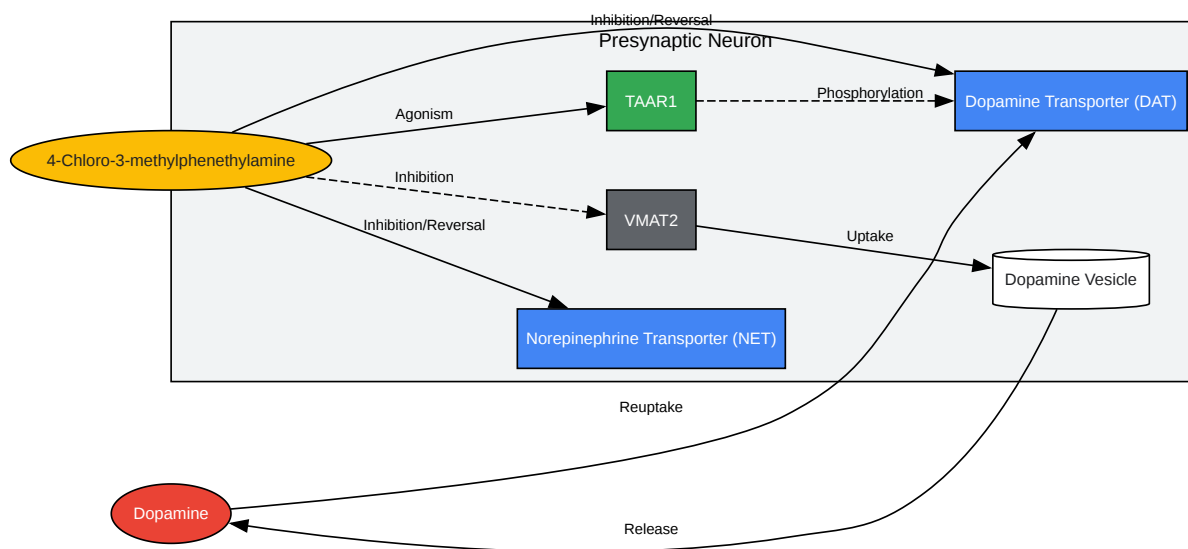 Inhibition/Reversal
Presynaptic Neuron
TAAR1
Phosphorylation
Dopamine Transporter (DAT)
Agonism
4-Chloro-3-methylphenethylamine
Inhibition
VMAT2
Inhibition/Reversal
Uptake
Dopamine Vesicle
Norepinephrine Transporter (NET)
Reuptake
Dopamine
Release